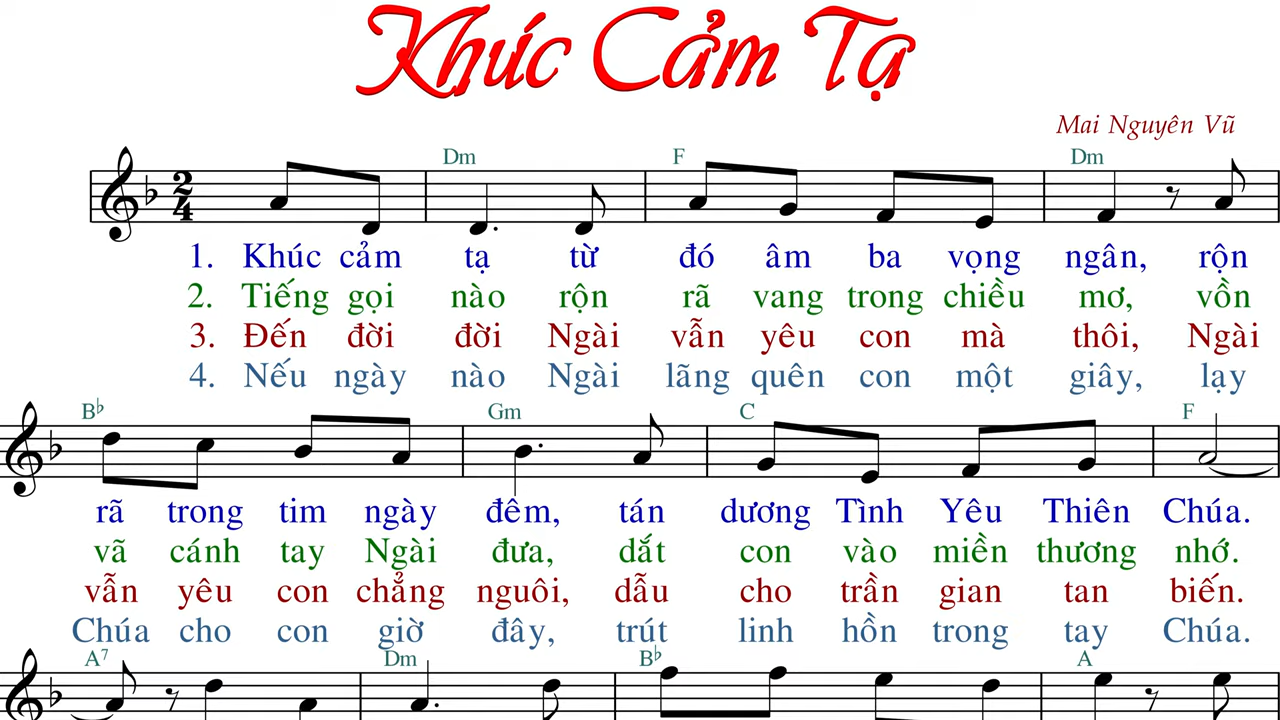 Khúc Cảm Tạ
Mai Nguyên Vũ
Dm F Dm
2
4
1. Khúc cảm tạ từ đó âm ba vọng ngân, rộn
2. Tiếng gọi nào rộn rã vang trong chiều mơ, vồn
3. Đến đời đời Ngài vẫn yêu con mà thôi, Ngài
4. Nếu ngày nào Ngài lãng quên con một giây, lạy
B♭ Gm C F
rã trong tim ngày đêm, tán dương Tình Yêu Thiên Chúa.
vã cánh tay Ngài đưa, dắt con vào miền thương nhớ.
vẫn yêu con chẳng nguôi, dẫu cho trần gian tan biến.
Chúa cho con giờ đây, trút linh hồn trong tay Chúa.
A7 Dm B♭ A